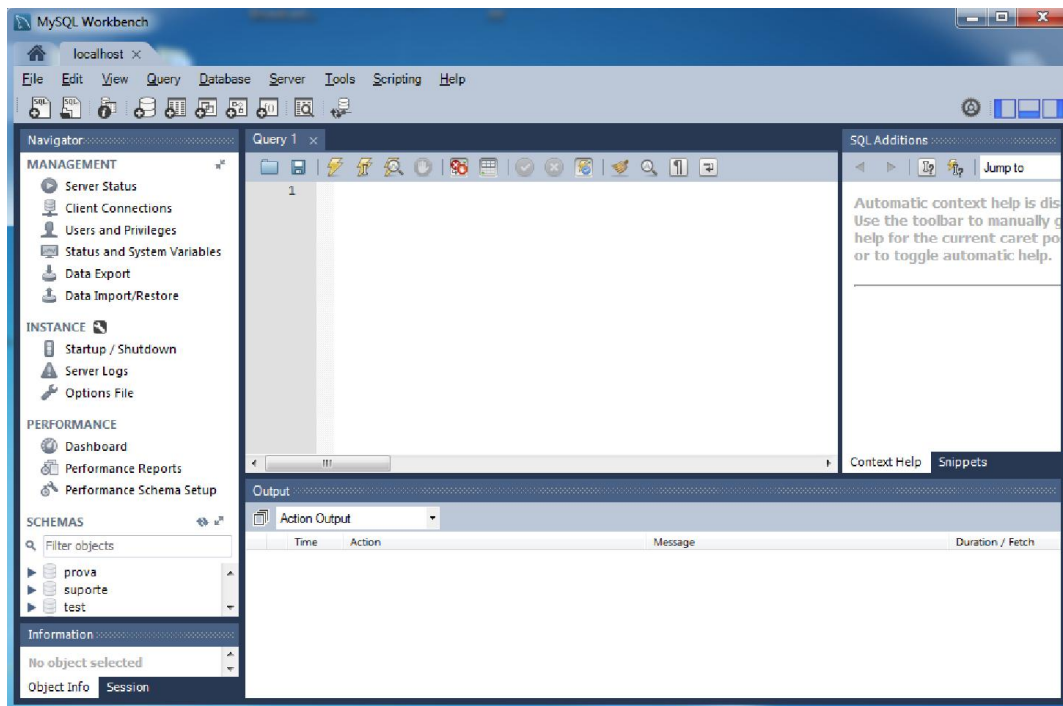 MySQL Workbench
localhost
File Edit View Query Database Server Tools Scripting Help
Navigator
MANAGEMENT
Server Status
Client Connections
Users and Privileges
Status and System Variables
Data Export
Data Import/Restore
INSTANCE
Startup / Shutdown
Server Logs
Options File
PERFORMANCE
Dashboard
Performance Reports
Performance Schema Setup
SCHEMAS
Filter objects
prova
suporte
test
Information
No object selected
Object Info Session
Query 1
1
SQL Additions
Jump to
Automatic context help is dis
Use the toolbar to manually g
help for the current caret po
or to toggle automatic help.
Context Help Snippets
Output
Action Output
Time Action Message Duration / Fetch